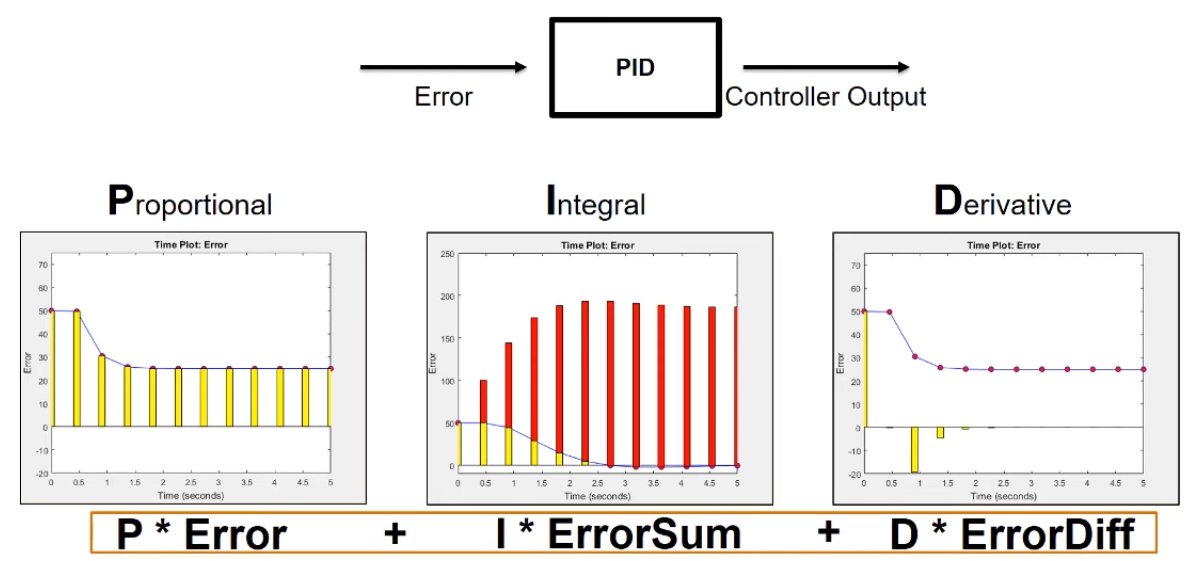 PID
Error
Controller Output
Proportional
Integral
Derivative
Time Plot: Error
70
60
50
40
30
20
10
0
-10
-20
Error
0 0.5 1 1.5 2 2.5 3 3.5 4 4.5 5
Time (seconds)
Time Plot: Error
250
200
150
100
50
0
Error
0 0.5 1 1.5 2 2.5 3 3.5 4 4.5 5
Time (seconds)
Time Plot: Error
70
60
50
40
30
20
10
0
-10
-20
Error
0 0.5 1 1.5 2 2.5 3 3.5 4 4.5 5
Time (seconds)
P * Error + I * ErrorSum + D * ErrorDiff